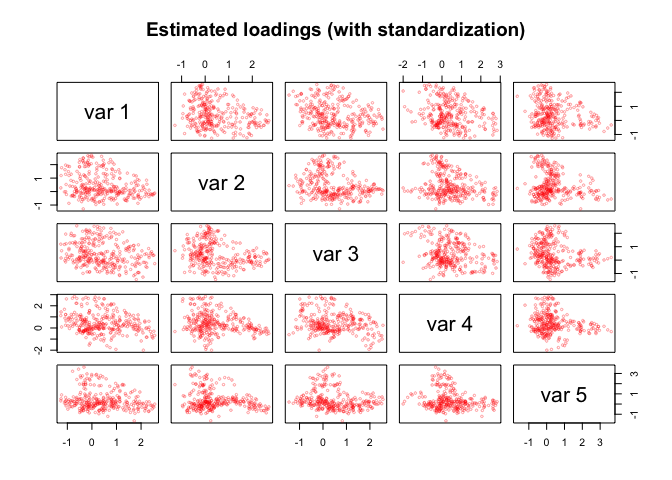 Estimated loadings (with standardization)
-1 0 1 2
-2 -1 0 1 2 3
var 1
-1 1
-1 1
var 2
var 3
-1 1
-2 0 2
var 4
var 5
-1 1 3
-1 0 1 2
-1 0 1 2
-1 0 1 2 3